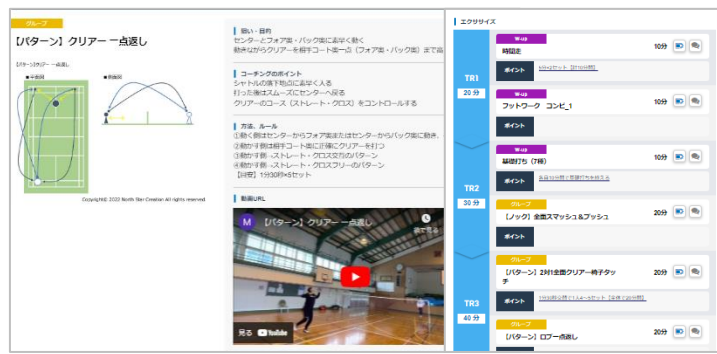 グループ
【パターン】クリアー 一点返し
【パターン】クリアー 一点返し
●平面図
●側面図
Copyright© 2022 North Star Creation All rights reserved.
狙い・目的
センターとフォア奥・バック奥に素早く動く
動きながらクリアーを相手コート奥一点（フォア奥・バック奥）まで高
コーチングのポイント
シャトルの落下地点に素早く入る
打った後はスムーズにセンターへ戻る
クリアーのコース（ストレート・クロス）をコントロールする
方法、ルール
①動く側はセンターからフォア奥またはセンターからバック奥に動き、
②動かす側は相手コート奥に正確にクリアーを打つ
③動かす側→ストレート・クロス交互のパターン
④動かす側→ストレート・クロスフリーのパターン
【目安】1分30秒×5セット
動画URL
M
【パターン】クリアー 一点返し
後で見る
見る
YouTube
エクササイズ
TR1
20 分
W-up
時間走
10分
ポイント
W-up
フットワーク コンビ_1
10分
ポイント
TR2
30 分
W-up
基礎打ち（7種）
10分
ポイント
グループ
【ノック】全面スマッシュ&プッシュ
20分
ポイント
TR3
40 分
グループ
【パターン】2対1全面クリアー椅子タッ
チ
20分
ポイント
グループ
【パターン】ロブ一点返し
20分